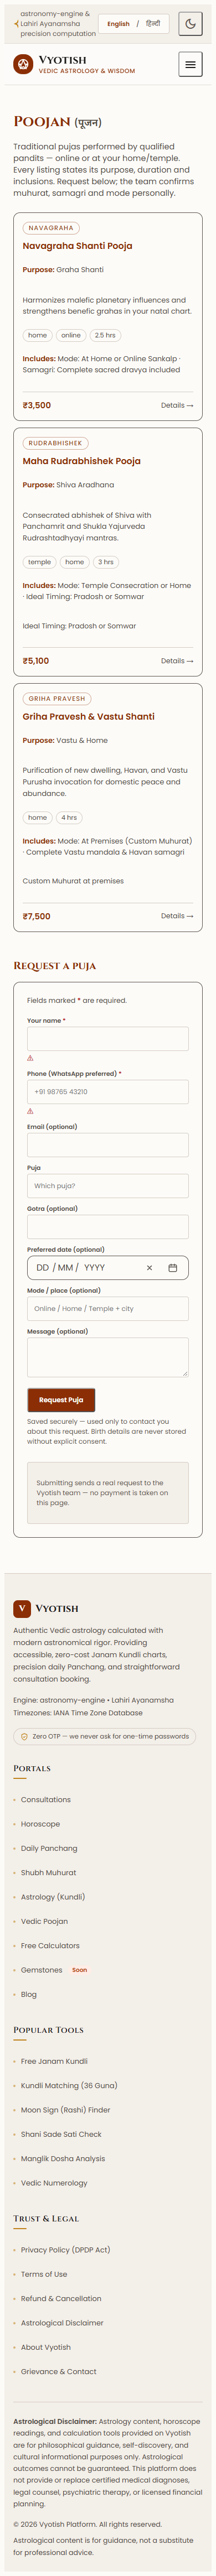 astronomy-engine &
Lahiri Ayanamsha
precision computation
English / हिन्दी
Vyotish
VEDIC ASTROLOGY & WISDOM
Poojan (पूजन)
Traditional pujas performed by qualified
pandits — online or at your home/temple.
Every listing states its purpose, duration and
inclusions. Request below; the team confirms
muhurat, samagri and mode personally.
NAVAGRAHA
Navagraha Shanti Pooja
Purpose: Graha Shanti
Harmonizes malefic planetary influences and
strengthens benefic grahas in your natal chart.
home online 2.5 hrs
Includes: Mode: At Home or Online Sankalp ·
Samagri: Complete sacred dravya included
₹3,500 Details →
RUDRABHISHEK
Maha Rudrabhishek Pooja
Purpose: Shiva Aradhana
Consecrated abhishek of Shiva with
Panchamrit and Shukla Yajurveda
Rudrashtadhyayi mantras.
temple home 3 hrs
Includes: Mode: Temple Consecration or Home
· Ideal Timing: Pradosh or Somwar
Ideal Timing: Pradosh or Somwar
₹5,100 Details →
GRIHA PRAVESH
Griha Pravesh & Vastu Shanti
Purpose: Vastu & Home
Purification of new dwelling, Havan, and Vastu
Purusha invocation for domestic peace and
abundance.
home 4 hrs
Includes: Mode: At Premises (Custom Muhurat)
· Complete Vastu mandala & Havan samagri
Custom Muhurat at premises
₹7,500 Details →
Request a puja
Fields marked * are required.
Your name *
Phone (WhatsApp preferred) *
+91 98765 43210
Email (optional)
Puja
Which puja?
Gotra (optional)
Preferred date (optional)
DD / MM / YYYY
Mode / place (optional)
Online / Home / Temple + city
Message (optional)
Request Puja
Saved securely — used only to contact you
about this request. Birth details are never stored
without explicit consent.
Submitting sends a real request to the
Vyotish team — no payment is taken on
this page.
V Vyotish
Authentic Vedic astrology calculated with
modern astronomical rigor. Providing
accessible, zero-cost Janam Kundli charts,
precision daily Panchang, and straightforward
consultation booking.
Engine: astronomy-engine • Lahiri Ayanamsha
Timezones: IANA Time Zone Database
Zero OTP — we never ask for one-time passwords
Portals
Consultations
Horoscope
Daily Panchang
Shubh Muhurat
Astrology (Kundli)
Vedic Poojan
Free Calculators
Gemstones Soon
Blog
Popular Tools
Free Janam Kundli
Kundli Matching (36 Guna)
Moon Sign (Rashi) Finder
Shani Sade Sati Check
Manglik Dosha Analysis
Vedic Numerology
Trust & Legal
Privacy Policy (DPDP Act)
Terms of Use
Refund & Cancellation
Astrological Disclaimer
About Vyotish
Grievance & Contact
Astrological Disclaimer: Astrology content, horoscope
readings, and calculation tools provided on Vyotish
are for philosophical guidance, self-discovery, and
cultural informational purposes only. Astrological
outcomes cannot be guaranteed. This platform does
not provide or replace certified medical diagnoses,
legal counsel, psychiatric therapy, or licensed financial
planning.
© 2026 Vyotish Platform. All rights reserved.
Astrological content is for guidance, not a substitute
for professional advice.